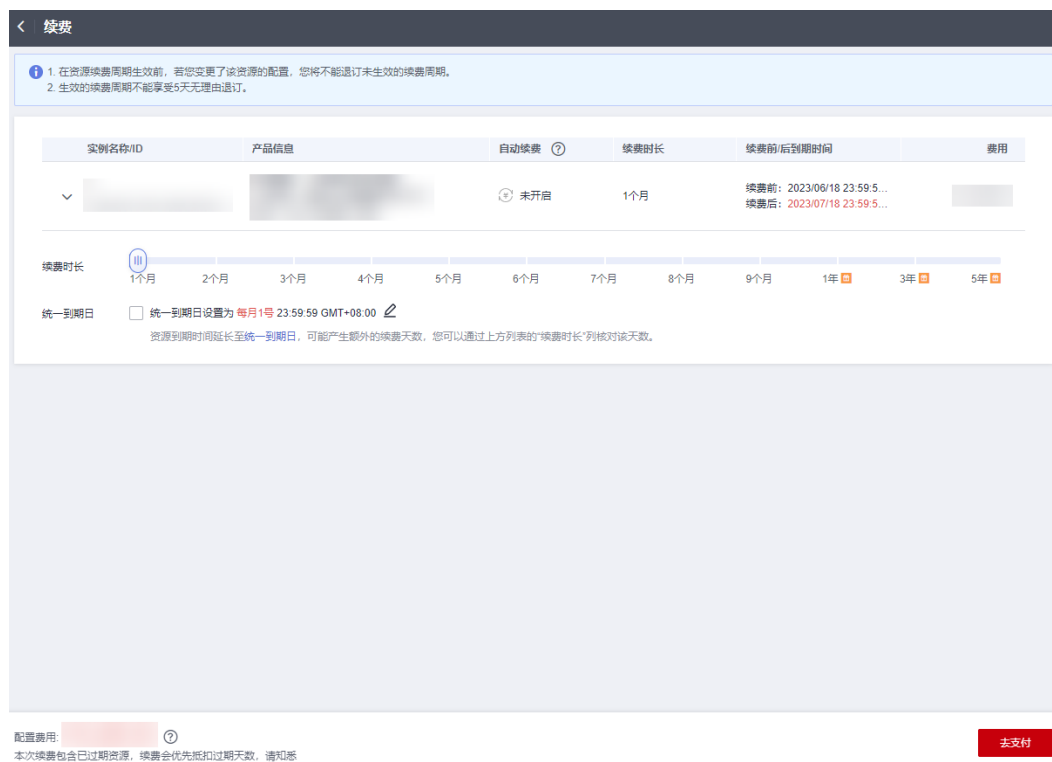 续费
1. 在资源续费周期生效前，若您变更了该资源的配置，您将不能退订未生效的续费周期。
2. 生效的续费周期不能享受5天无理由退订。
实例名称/ID 产品信息 自动续费 ? 续费时长 续费前/后到期时间 费用
未开启 1个月 续费前：2023/06/18 23:59:5...
续费后：2023/07/18 23:59:5...
续费时长
1个月 2个月 3个月 4个月 5个月 6个月 7个月 8个月 9个月 1年 3年 5年
统一到期日 统一到期日设置为 每月1号 23:59:59 GMT+08:00
资源到期时间延长至统一到期日，可能产生额外的续费天数，您可以通过上方列表的“续费时长”列核对该天数。
配置费用: ?
本次续费包含已过期资源，续费会优先抵扣过期天数，请知悉
去支付